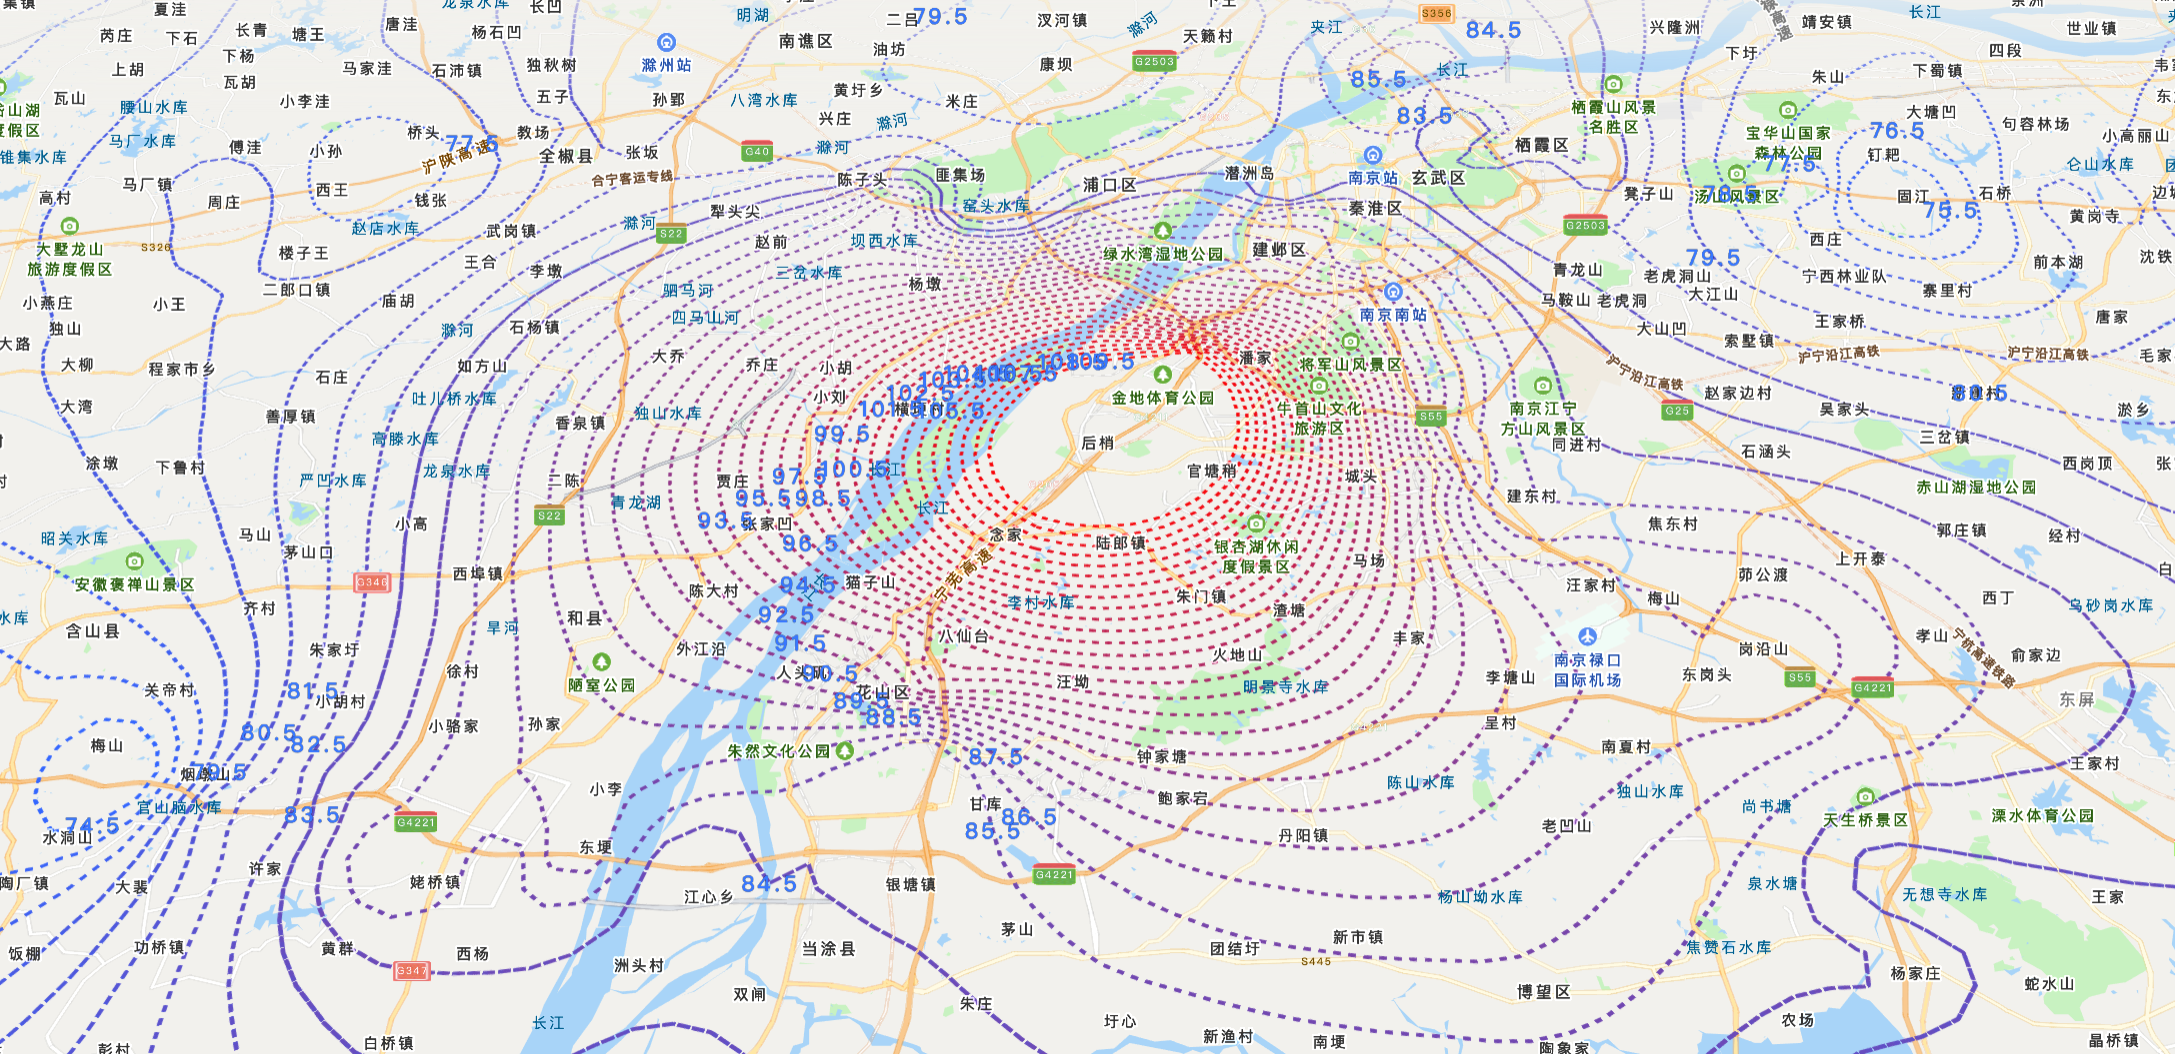 集镇
夏洼
唐洼
龙泉水库
长凹
明湖
二吕
79.5
汊河镇
滁河
卞王
夹江
S356
84.5
兴隆洲
靖安镇
长江
世业镇
芮庄
下石
长青
塘王
杨石凹
南谯区
油坊
天籁村
下圩
四段
上胡
下杨
瓦胡
马家洼
石沛镇
独秋树
滁州站
康坝
G2503
85.5
长江
朱山
下蜀镇
瓦山
腰山水库
小李洼
五子
孙郢
八湾水库
黄圩乡
米庄
83.5
栖霞山风景
名胜区
大塘凹
马厂水库
桥头
77.5
教场
兴庄
滁河
宝华山国家
森林公园
76.5
句容林场
小高丽山
傅洼
小孙
沪陕高速
全椒县
张坂
G40
滁河
南京站
栖霞区
钉耙
77.5
仑山水库
高村
马厂镇
西王
钱张
合宁客运专线
陈子头
匪集场
浦口区
潜洲岛
玄武区
凳子山
汤山风景区
固江
75.5
石桥
周庄
赵店水库
武岗镇
滁河
犁头尖
窑头水库
秦淮区
G2503
黄岗寺
大墅龙山
旅游度假区
S326
楼子王
S22
赵前
坝西水库
绿水湾湿地公园
建邺区
西庄
79.5
前本湖
沈铁
小燕庄
小王
二郎口镇
王合
李墩
三岔水库
杨墩
青龙山
老虎洞山
宁西林业队
独山
庙胡
驷马河
南京南站
马鞍山
老虎洞
大江山
寨里村
唐家
大路
滁河
石杨镇
四马山河
大山凹
王家桥
大柳
程家市乡
如方山
大乔
乔庄
小胡
潘家
将军山风景区
索墅镇
沪宁沿江高铁
沪宁沿江高铁
毛家
石庄
小刘
102.5
109.5
金地体育公园
沪宁沿江高铁
赵家边村
大湾
善厚镇
吐儿桥水库
香泉镇
独山水库
牛首山文化
旅游区
S55
南京江宁
方山风景区
G25
吴家头
淤乡
高滕水库
99.5
后梢
同进村
石涵头
三岔镇
涂墩
下鲁村
严凹水库
龙泉水库
二陈
贾庄
97.5
100.5
长江
官塘稍
城头
西岗顶
赤山湖湿地公园
S22
青龙湖
95.5
98.5
长江
建东村
昭关水库
马山
小高
93.5
张家凹
96.5
念家
陆郎镇
银杏湖休闲
度假景区
焦东村
郭庄镇
经村
安徽褒禅山景区
茅山口
G346
西埠镇
陈大村
94.5
猫子山
宁芜高速
马场
茆公渡
上开泰
齐村
和县
92.5
李村水库
朱门镇
渣塘
汪家村
梅山
西丁
乌砂岗水库
含山县
朱家圩
旱河
外江沿
91.5
八仙台
丰家
岗沿山
孝山
俞家边
徐村
陋室公园
人头矶
90.5
汪坳
火地山
明景寺水库
李塘山
南京禄口
国际机场
东岗头
S55
G4221
宁杭高速铁路
东屏
关帝村
81.5
小胡村
花山区
89.5
88.5
80.5
82.5
小骆家
孙家
朱然文化公园
87.5
钟家塘
呈村
南夏村
王家村
梅山
烟墩山
79.5
官山脑水库
83.5
小李
甘库
86.5
85.5
鲍家宕
陈山水库
独山水库
尚书塘
天生桥景区
溧水体育公园
74.5
水洞山
G4221
东埂
丹阳镇
老凹山
陶厂镇
大裴
许家
姥桥镇
84.5
江心乡
银塘镇
G4221
杨山坳水库
泉水塘
无想寺水库
王家
饭棚
功桥镇
黄群
西杨
G347
洲头村
当涂县
茅山
团结圩
S445
新市镇
焦赞石水库
杨家庄
双闸
朱庄
博望区
蛇水山
彭村
白桥镇
长江
圩心
新渔村
南埂
陶象家
农场
晶桥镇